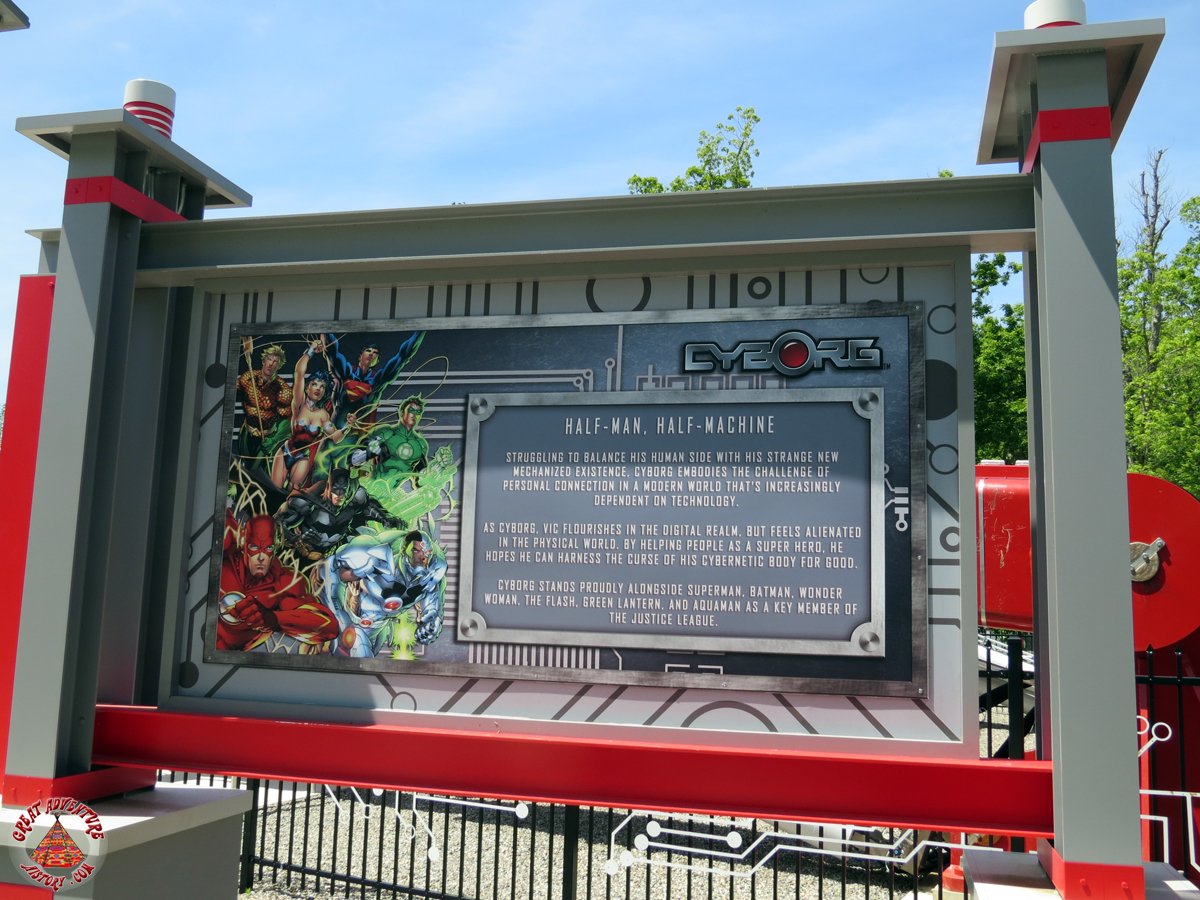 CYBORG™
HALF-MAN, HALF-MACHINE
STRUGGLING TO BALANCE HIS HUMAN SIDE WITH HIS STRANGE NEW
MECHANIZED EXISTENCE, CYBORG EMBODIES THE CHALLENGE OF
PERSONAL CONNECTION IN A MODERN WORLD THAT'S INCREASINGLY
DEPENDENT ON TECHNOLOGY.
AS CYBORG, VIC FLOURISHES IN THE DIGITAL REALM, BUT FEELS ALIENATED
IN THE PHYSICAL WORLD. BY HELPING PEOPLE AS A SUPER HERO, HE
HOPES HE CAN HARNESS THE CURSE OF HIS CYBERNETIC BODY FOR GOOD.
CYBORG STANDS PROUDLY ALONGSIDE SUPERMAN, BATMAN, WONDER
WOMAN, THE FLASH, GREEN LANTERN, AND AQUAMAN AS A KEY MEMBER OF
THE JUSTICE LEAGUE.
GREAT ADVENTURE
HISTORY.COM